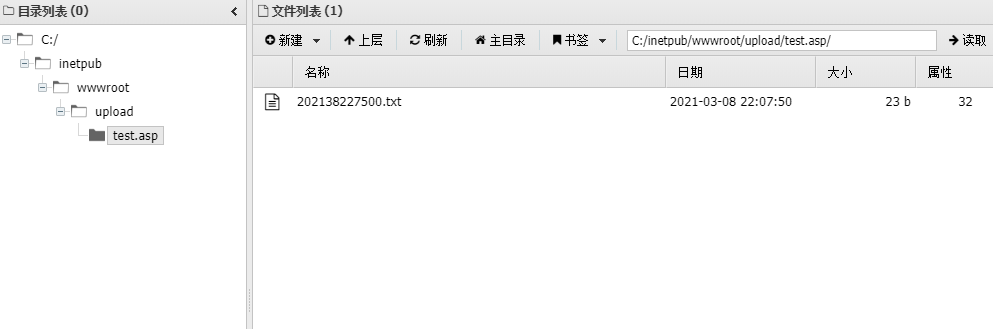 目录列表 (0)
文件列表 (1)
新建 上层 刷新 主目录 书签 C:/inetpub/wwwroot/upload/test.asp/ 读取
C:/
inetpub
wwwroot
upload
test.asp
名称 日期 大小 属性
202138227500.txt 2021-03-08 22:07:50 23 b 32